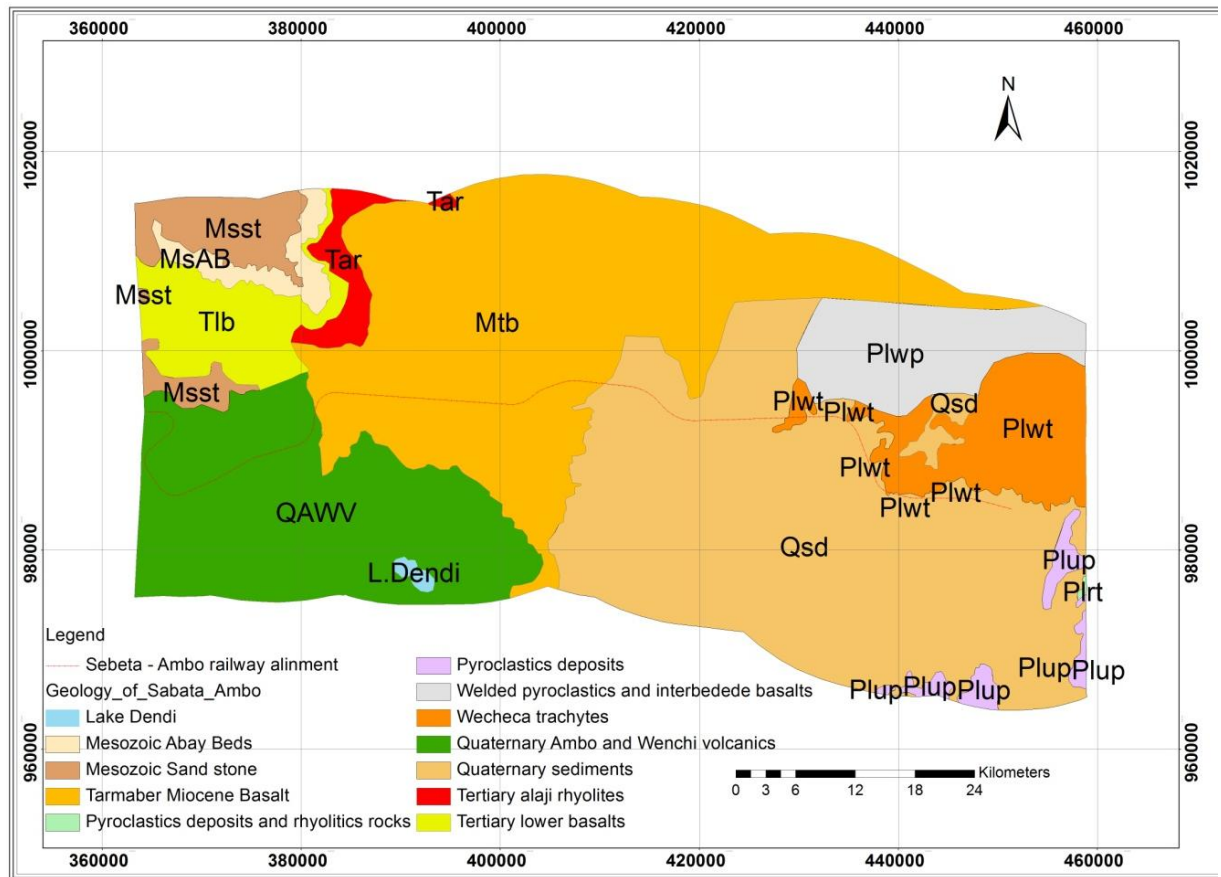 360000 380000 400000 420000 440000 460000
N
1020000 1020000
Tar
Msst
MsAB Tar
Msst
Tlb Mtb
1000000 1000000
Plwp
Msst Plwt Plwt Qsd
Plwt
Plwt
Plwt Plwt
QAWV
Qsd
980000 980000
L.Dendi Plup
Plrt
Plup Plup
Plup Plup Plup
960000 960000
Legend
Sebeta - Ambo railway alinment
Geology_of_Sabata_Ambo
Lake Dendi
Mesozoic Abay Beds
Mesozoic Sand stone
Tarmaber Miocene Basalt
Pyroclastics deposits and rhyolitics rocks
Pyroclastics deposits
Welded pyroclastics and interbedede basalts
Wecheca trachytes
Quaternary Ambo and Wenchi volcanics
Quaternary sediments
Tertiary alaji rhyolites
Tertiary lower basalts
Kilometers
0 3 6 12 18 24
360000 380000 400000 420000 440000 460000